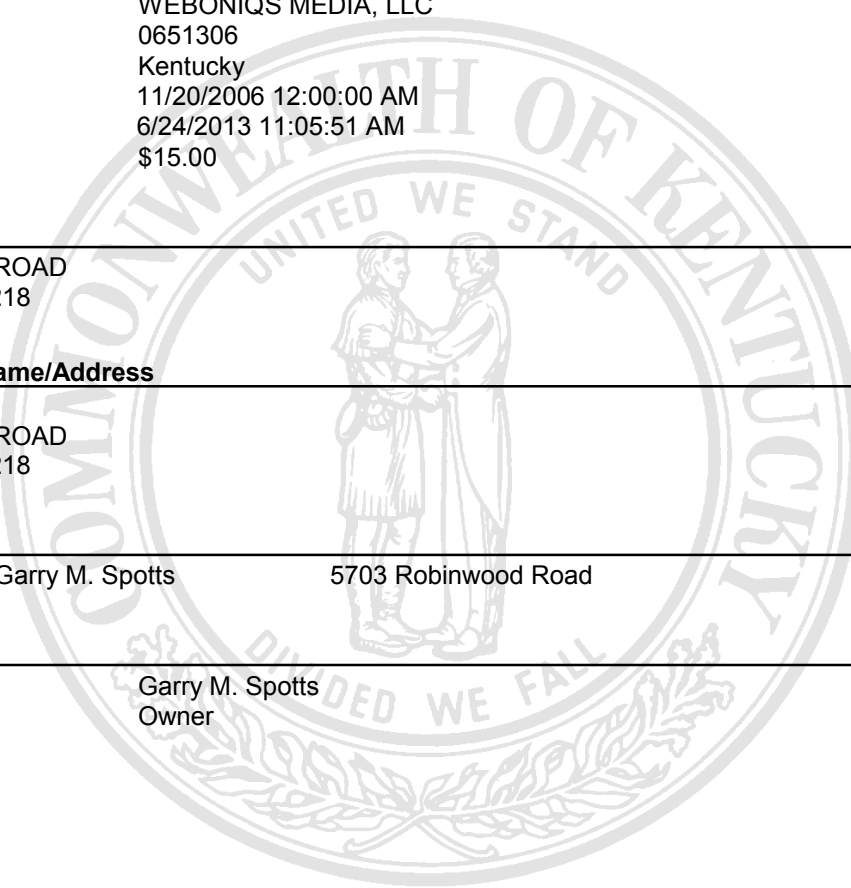 WEBONIQS MEDIA, LLC
0651306
Kentucky
11/20/2006 12:00:00 AM
6/24/2013 11:05:51 AM
$15.00
COMMONWEALTH OF KENTUCKY
UNITED WE STAND
ROAD
218
ame/Address
ROAD
218
Garry M. Spotts 5703 Robinwood Road
DIVIDED WE FALL
Garry M. Spotts
Owner